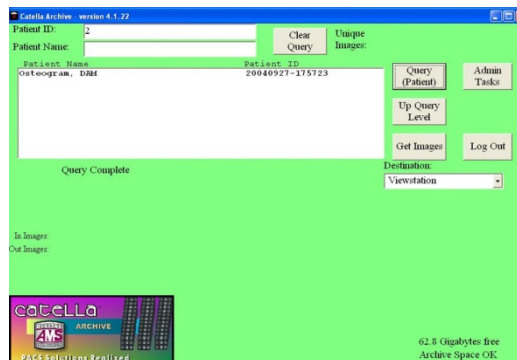 Catella Archive - version 4.1.22
Patient ID: 2
Clear Query
Unique Images:
Patient Name:
Patient Name Patient ID
Osteogram, DAM 20040927-175723
Query (Patient)
Admin Tasks
Up Query Level
Get Images
Log Out
Query Complete
Destination:
Viewstation
In Images:
Out Images:
catella
ARCHIVE
AMS
PACS Solutions Realized
62.8 Gigabytes free
Archive Space OK